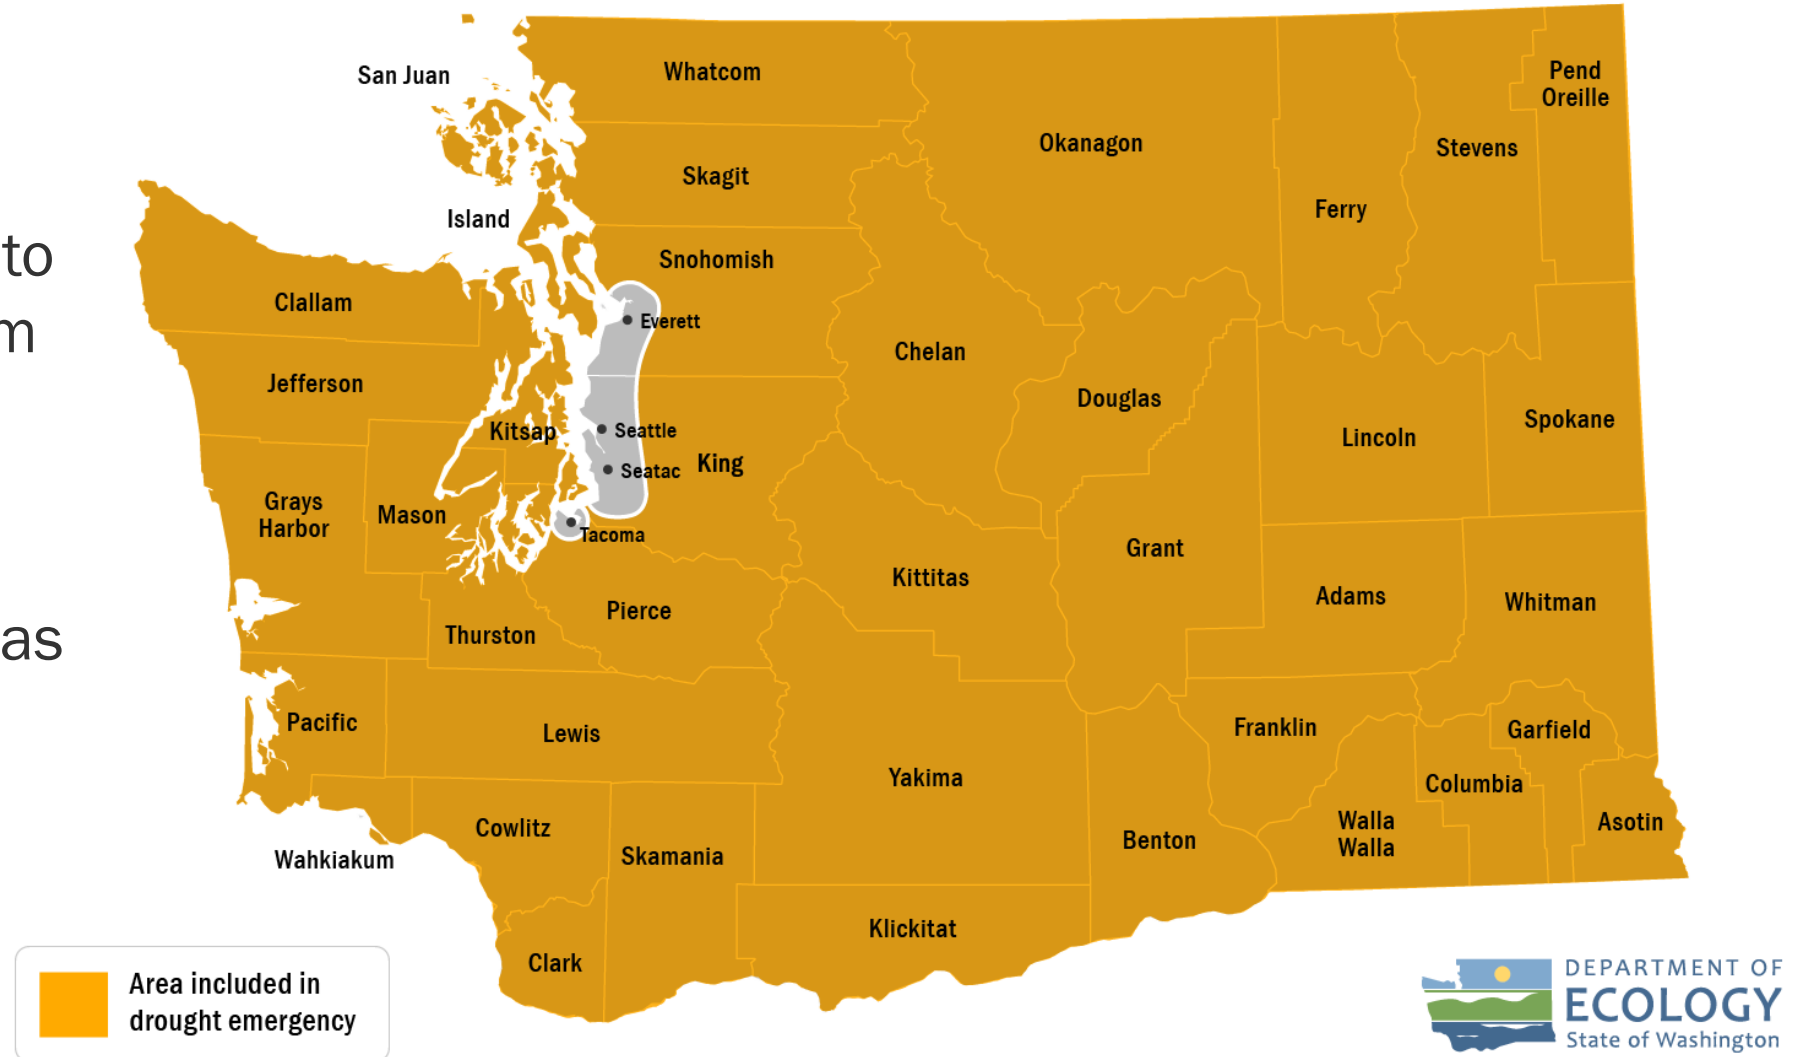 to
m
as
San Juan
Whatcom
Pend
Oreille
Okanagon
Stevens
Skagit
Ferry
Island
Snohomish
Clallam
Everett
Chelan
Jefferson
Douglas
Spokane
Kitsap
Seattle
Lincoln
King
Seatac
Grays
Harbor
Mason
Tacoma
Grant
Kittitas
Adams
Whitman
Pierce
Thurston
Pacific
Lewis
Franklin
Garfield
Yakima
Columbia
Cowlitz
Walla
Walla
Asotin
Benton
Wahkiakum
Skamania
Klickitat
Clark
Area included in
drought emergency
DEPARTMENT OF
ECOLOGY
State of Washington